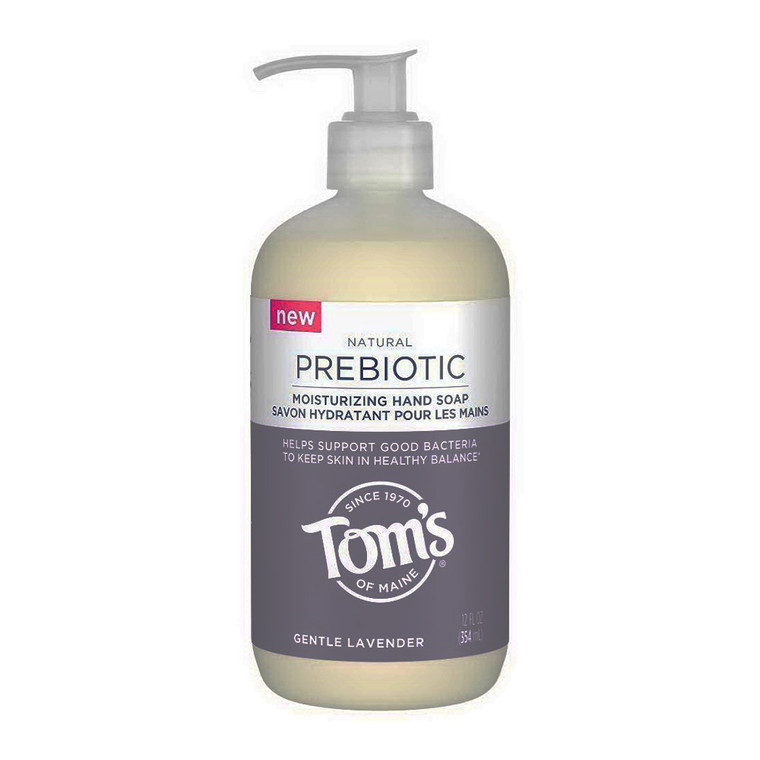 new
NATURAL
PREBIOTIC
MOISTURIZING HAND SOAP
SAVON HYDRATANT POUR LES MAINS
HELPS SUPPORT GOOD BACTERIA
TO KEEP SKIN IN HEALTHY BALANCE*
SINCE 1970
Tom's
®
OF MAINE
12 FL OZ
(354 mL)
GENTLE LAVENDER